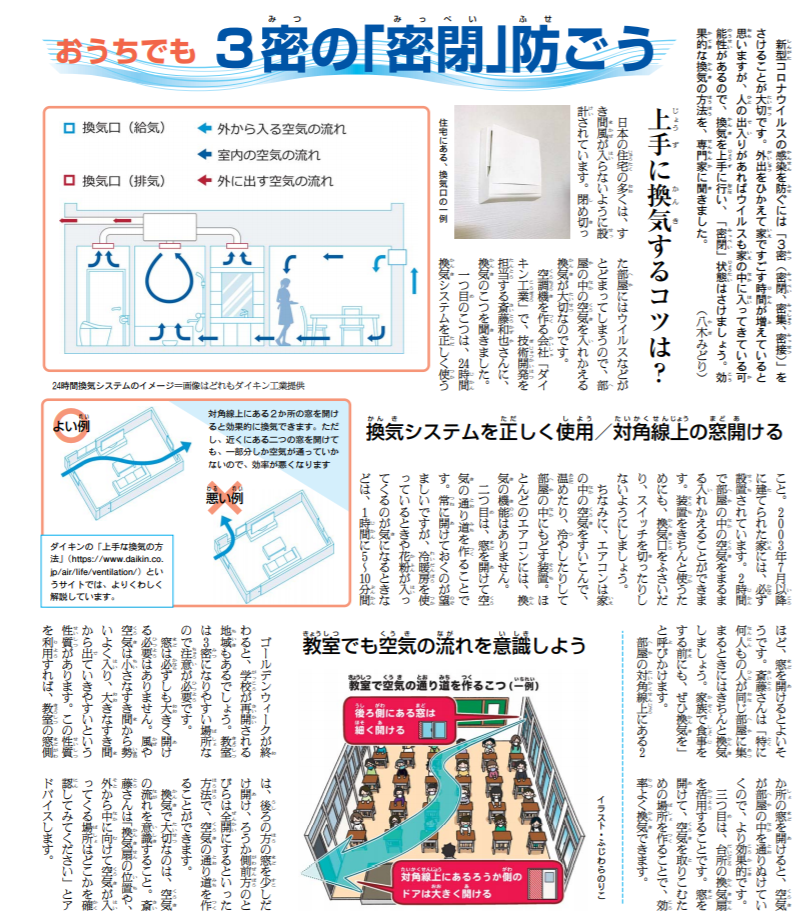 おうちでも 3密の「密閉」防ごう
新型コロナウイルスの感染を防ぐには「3密（密閉、密集、密接）」を
さけることが大切です。外出をひかえて家ですごす時間が増えていると
思いますが、人の出入りがあればウイルスも家の中に入ってきている可
能性があるので、換気を上手に行い、「密閉」状態はさけましょう。効
果的な換気の方法を、専門家に聞きました。
（八木みどり）
上手に換気するコツは？
日本の住宅の多くは、す
き間風が入らないように設
計されています。閉め切っ
住宅にある、換気口の一例
換気口（給気）
外から入る空気の流れ
室内の空気の流れ
換気口（排気）
外に出す空気の流れ
24時間換気システムのイメージ＝画像はどれもダイキン工業提供
た部屋にはウイルスなどが
とどまってしまうので、部
屋の中の空気を入れかえる
換気が大切なのです。
空調機を作る会社「ダイ
キン工業」で、技術開発を
担当する斎藤和也さんに、
換気のこつを聞きました。
一つ目のこつは、24時間
換気システムを正しく使う
換気システムを正しく使用／対角線上の窓開ける
こと。2003年7月以降
に建てられた家には、必ず
設置されています。2時間
で部屋の中の空気をまるま
る入れかえることができま
す。装置をきちんと使うた
めにも、換気口をふさいだ
り、スイッチを切ったりし
ないようにしましょう。
ちなみに、エアコンは家
の中の空気をすいこんで、
温めたり、冷やしたりして
部屋の中にもどす装置。ほ
とんどのエアコンには、換
気の機能はありません。
二つ目は、窓を開けて空
気の通り道を作ることで
す。常に開けておくのが望
ましいですが、冷暖房を使
っているときや花粉が入っ
てくるのが気になるときな
どは、1時間に5～10分間
よい例
対角線上にある2か所の窓を開け
ると効果的に換気できます。ただ
し、近くにある二つの窓を開けて
も、一部分しか空気が通っていか
ないので、効率が悪くなります
悪い例
ダイキンの「上手な換気の方
法」（https://www.daikin.co.
jp/air/life/ventilation/）とい
うサイトでは、よりくわしく
解説しています。
ほど、窓を開けるとよいそ
うです。斎藤さんは「特に
何人もの人が同じ部屋に集
まるときにはきちんと換気
しましょう。家族で食事を
する前にも、ぜひ換気を」
と呼びかけます。
部屋の対角線上にある2
か所の窓を開けると、空気
が部屋の中を通りぬけてい
くので、より効果的です。
三つ目は、台所の換気扇
を活用することです。窓を
開けて、空気を取りこむた
めの場所を作ることで、効
率よく換気できます。
教室でも空気の流れを意識しよう
教室で空気の通り道を作るこつ（一例）
後ろ側にある窓は
細く開ける
対角線上にあるろうか側の
ドアは大きく開ける
イラスト・ふじわらのりこ
ゴールデンウィークが終
わると、学校が再開される
地域もあるでしょう。教室
は3密になりやすい場所な
ので注意が必要です。
窓は必ずしも大きく開け
る必要はありません。風や
空気は小さなすき間から勢
いよく入り、大きなすき間
から出ていきやすいという
性質があります。この性質
を利用すれば、教室の窓側
は、後ろの方の窓を少しだ
け開け、ろうか側前方のと
びらは全開にするといった
方法で、空気の通り道を作
ることができます。
換気で大切なのは、空気
の流れを意識すること。斎
藤さんは「換気扇の位置や、
外から中に向けて空気が入
ってくる場所はどこかを確
認してみてください」とア
ドバイスします。